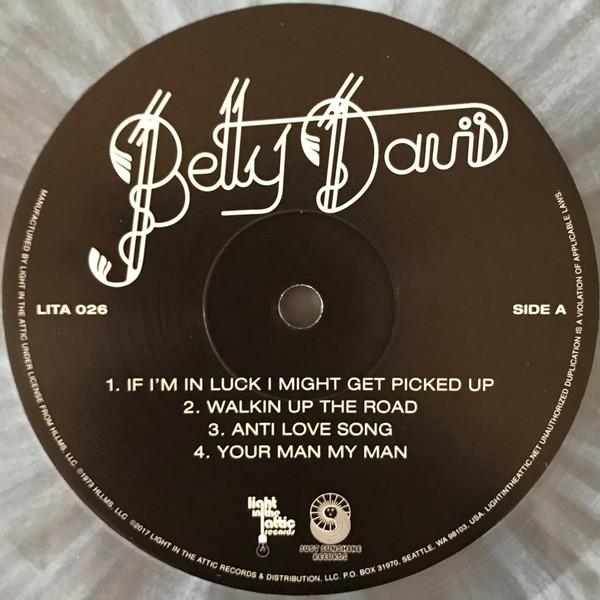 Betty Davis
LITA 026
SIDE A
1. IF I'M IN LUCK I MIGHT GET PICKED UP
2. WALKIN UP THE ROAD
3. ANTI LOVE SONG
4. YOUR MAN MY MAN
light
in the
attic
records
JUST SUNSHINE
RECORDS
MANUFACTURED BY LIGHT IN THE ATTIC UNDER LICENSE FROM HLLMS, LLC. ℗1973 HLLMS, LLC ©2017 LIGHT IN THE ATTIC RECORDS & DISTRIBUTION, LLC. P.O. BOX 31970, SEATTLE, WA 98103, USA. LIGHTINTHEATTIC.NET UNAUTHORIZED DUPLICATION IS A VIOLATION OF APPLICABLE LAWS.